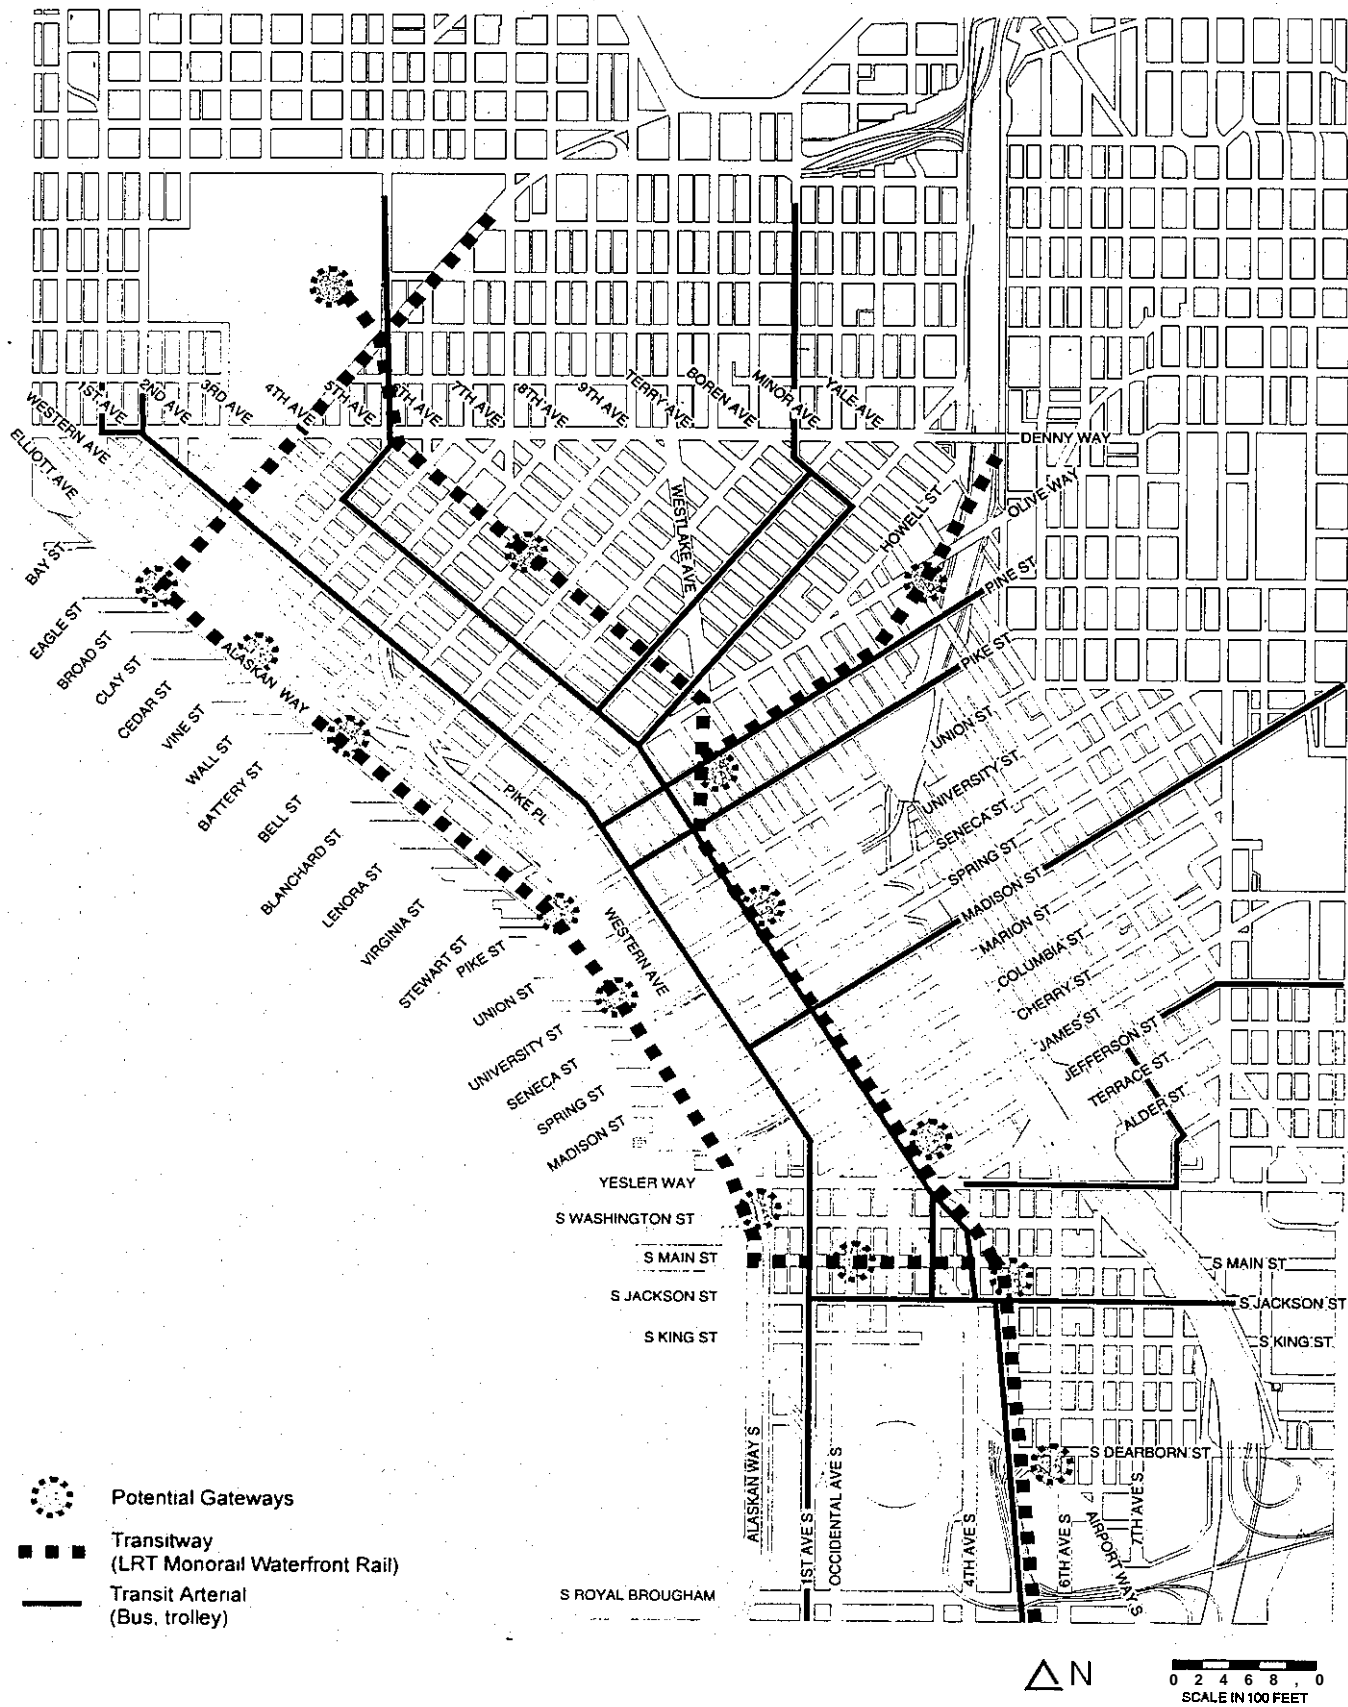 1ST AVE
2ND AVE
3RD AVE
4TH AVE
5TH AVE
6TH AVE
7TH AVE
8TH AVE
9TH AVE
TERRY AVE
BOREN AVE
MINOR AVE
YALE AVE
WESTERN AVE
ELLIOTT AVE
DENNY WAY
OLIVE WAY
HOWELL ST
WESTLAKE AVE
PINE ST
PIKE ST
BAY ST
EAGLE ST
BROAD ST
CLAY ST
CEDAR ST
VINE ST
WALL ST
BATTERY ST
BELL ST
BLANCHARD ST
LENORA ST
VIRGINIA ST
STEWART ST
PIKE ST
UNION ST
UNIVERSITY ST
SENECA ST
SPRING ST
MADISON ST
ALASKAN WAY
PIKE PL
WESTERN AVE
UNION ST
UNIVERSITY ST
SENECA ST
SPRING ST
MADISON ST
MARION ST
COLUMBIA ST
CHERRY ST
JAMES ST
JEFFERSON ST
TERRACE ST
ALDER ST
YESLER WAY
S WASHINGTON ST
S MAIN ST
S MAIN ST
S JACKSON ST
S JACKSON ST
S KING ST
S KING ST
S DEARBORN ST
ALASKAN WAY S
1ST AVE S
OCCIDENTAL AVE S
4TH AVE S
6TH AVE S
AIRPORT WAY S
7TH AVE S
S ROYAL BROUGHAM
Potential Gateways
Transitway
(LRT Monorail Waterfront Rail)
Transit Arterial
(Bus, trolley)
N
0 2 4 6 8 , 0
SCALE IN 100 FEET